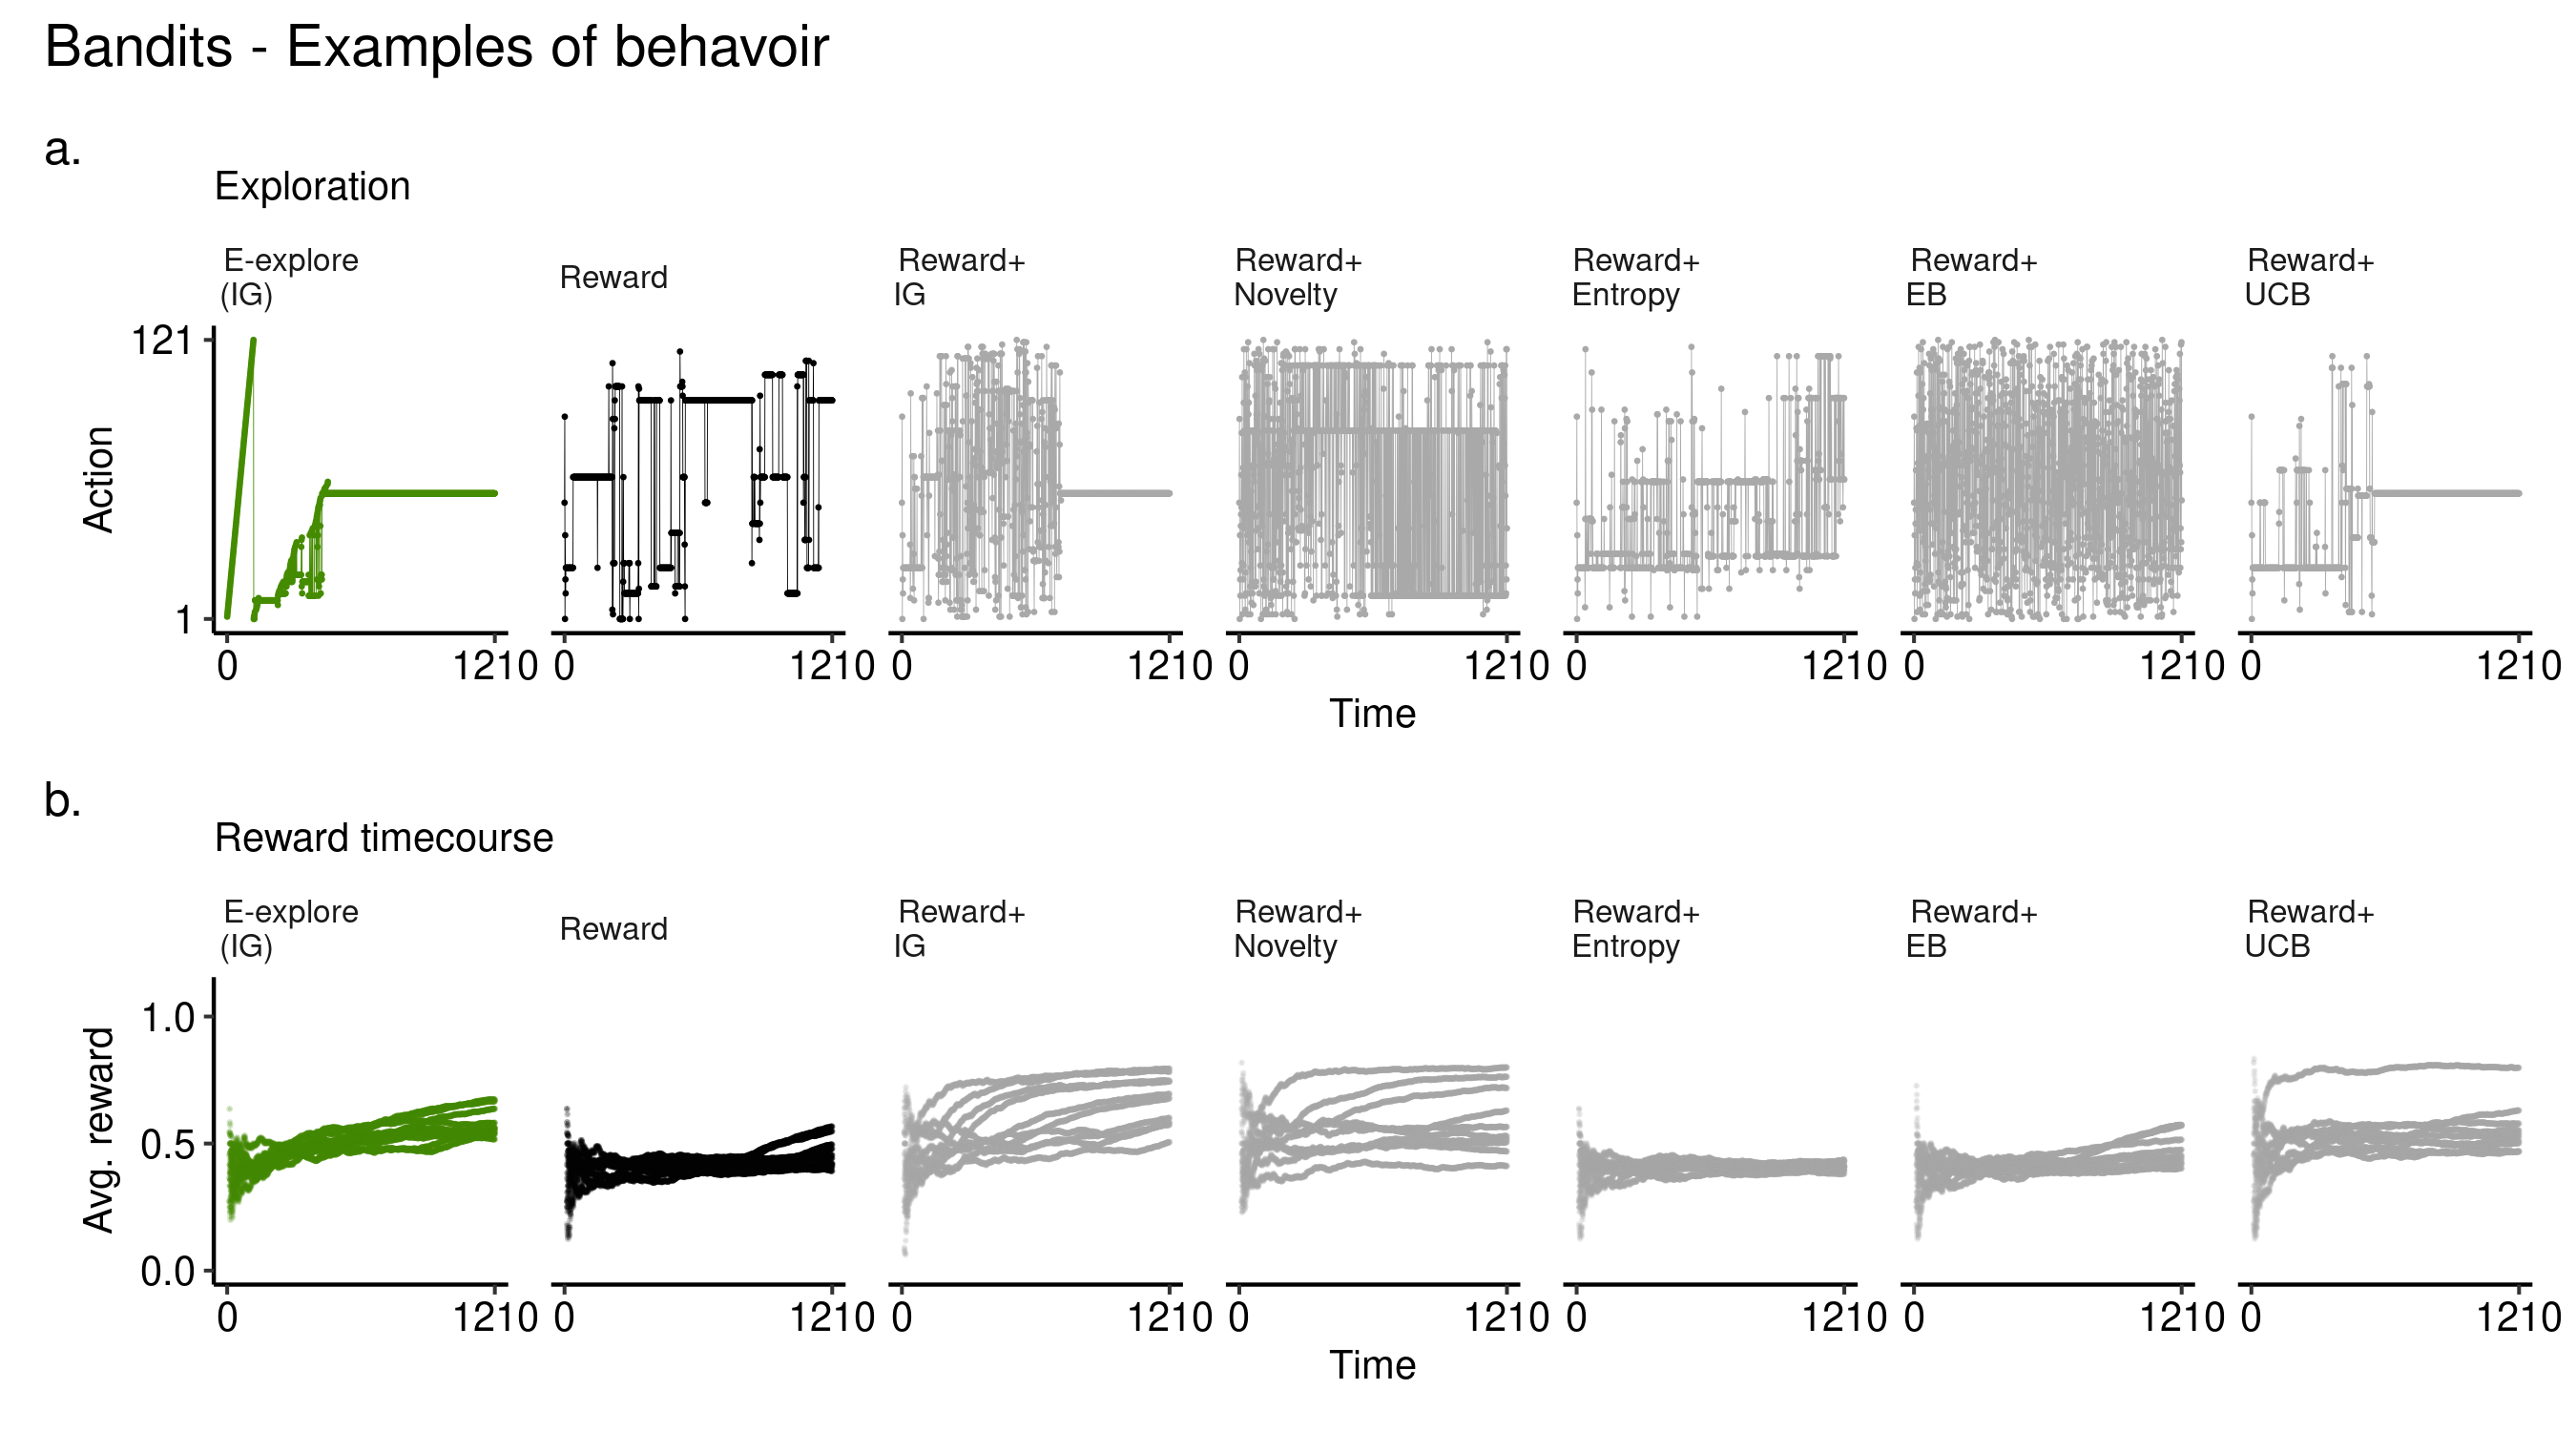 Bandits - Examples of behavoir
a.
Exploration
E-explore
(IG)
Reward
Reward+
IG
Reward+
Novelty
Reward+
Entropy
Reward+
EB
Reward+
UCB
121
1
Action
0 1210 0 1210 0 1210 0 1210 0 1210 0 1210 0 1210
Time
b.
Reward timecourse
E-explore
(IG)
Reward
Reward+
IG
Reward+
Novelty
Reward+
Entropy
Reward+
EB
Reward+
UCB
1.0
0.5
0.0
Avg. reward
0 1210 0 1210 0 1210 0 1210 0 1210 0 1210 0 1210
Time